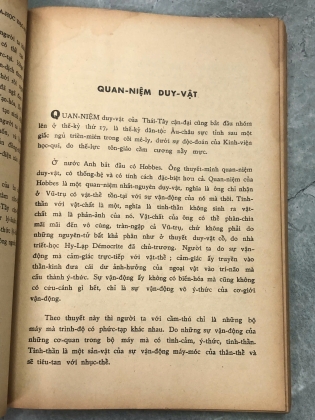 QUAN-NIỆM DUY-VẬT
QUAN-NIỆM duy-vật của Thái-Tây cận-đại cũng bắt đầu nhóm
lên ở thế-kỷ thứ 17, là thế-kỷ dân-tộc Âu-châu sực tỉnh sau một
giấc ngủ triền-miên trong cõi mê-ly, dưới sự độc-đoán của Kinh-viện
học-quí, do thế-lực tôn-giáo cầm cương nẩy mực.
Ở nước Anh bắt đầu có Hobbes. Ông thuyết-minh quan-niệm
duy-vật, có thống-hệ và có tính cách đặc-biệt hơn cả. Quan-niệm của
Hobbes là một quan-niệm nhất-nguyên duy-vật, nghĩa là ông chỉ nhận
ở Vũ-trụ có vật-thể tồn-tại với sự vận-động của nó mà thôi. Tinh-
thần với vật-chất là một, nghĩa là tinh-thần không sinh ra vật-
chất mà là phản-ảnh của nó. Vật-chất của ông có thể phân-chia
mãi mãi đến vô cùng, tràn-ngập cả Vũ-trụ, chứ không phải do
những nguyên-tử bất khả phân như ở thuyết duy-vật cổ, do nhà
triết-học Hy-Lạp Démocrite đã chủ-trương. Người ta do sự vận-
động mà cảm-giác trực-tiếp với vật-thể ; cảm-giác ấy truyền vào
thần-kinh đưa cái dư ảnh-hưởng của ngoại vật vào trí-não mà
cấu thành ý-thức. Sự vận-động ấy không có biến-hóa mà cũng không
có cứu-cánh gì hết, chỉ là sự vận-động vô ý-thức của cơ-giới
vận-động.
Theo thuyết này thì người ta với cầm-thú chỉ là những bộ
máy mà trình-độ có phức-tạp khác nhau. Do những sự vận-động của
những cơ-quan trong bộ máy mà có tình-cảm, ý-thức, tinh-thần.
Tinh-thần là một sản-vật của sự vận-động máy-móc của thân-thể và
sẽ tiêu-tan với nhục-thể.